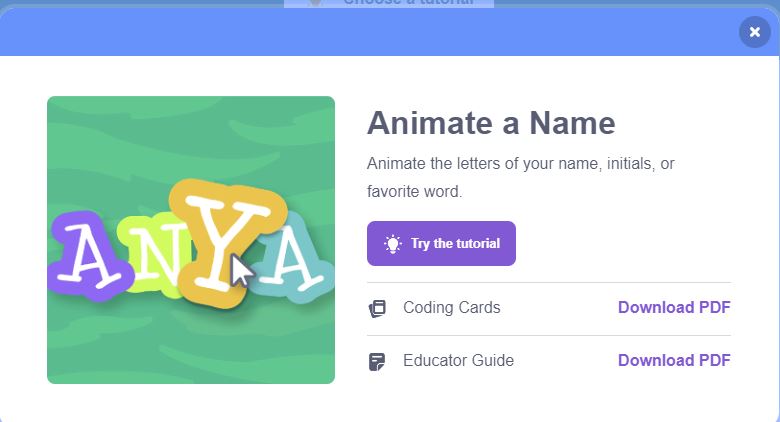 Choose a tutorial
ANYA
Animate a Name
Animate the letters of your name, initials, or
favorite word.
Try the tutorial
Coding Cards Download PDF
Educator Guide Download PDF